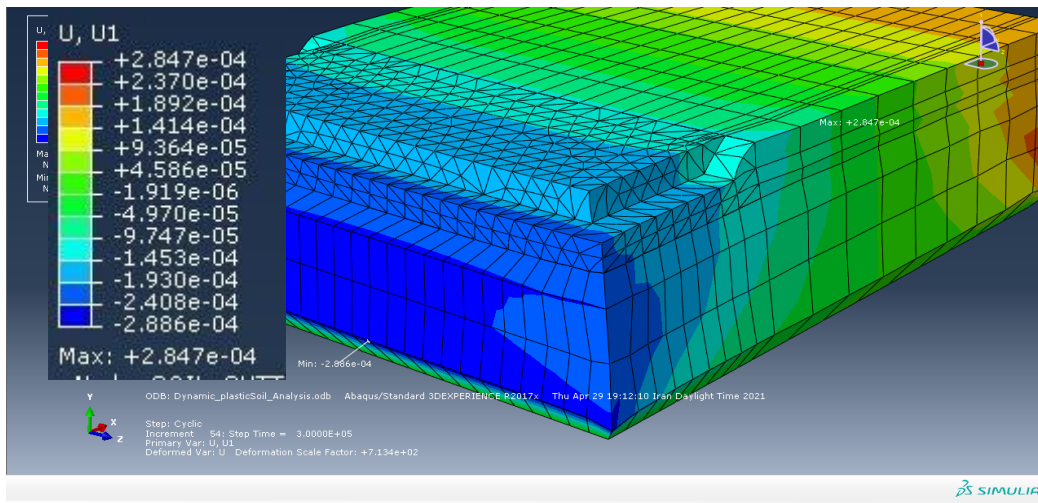 U, U1
+2.847e-04
+2.370e-04
+1.892e-04
+1.414e-04
+9.364e-05
+4.586e-05
-1.919e-06
-4.970e-05
-9.747e-05
-1.453e-04
-1.930e-04
-2.408e-04
-2.886e-04
Max: +2.847e-04
U,
Ma
N
Mi
N
Max: +2.847e-04
Min: -2.886e-04
ODB: Dynamic_plasticSoil_Analysis.odb Abaqus/Standard 3DEXPERIENCE R2017x Thu Apr 29 19:12:10 Iran Daylight Time 2021
Y
X
Z
Step: Cyclic
Increment 54: Step Time = 3.0000E+05
Primary Var: U, U1
Deformed Var: U Deformation Scale Factor: +7.134e+02
SIMULIA